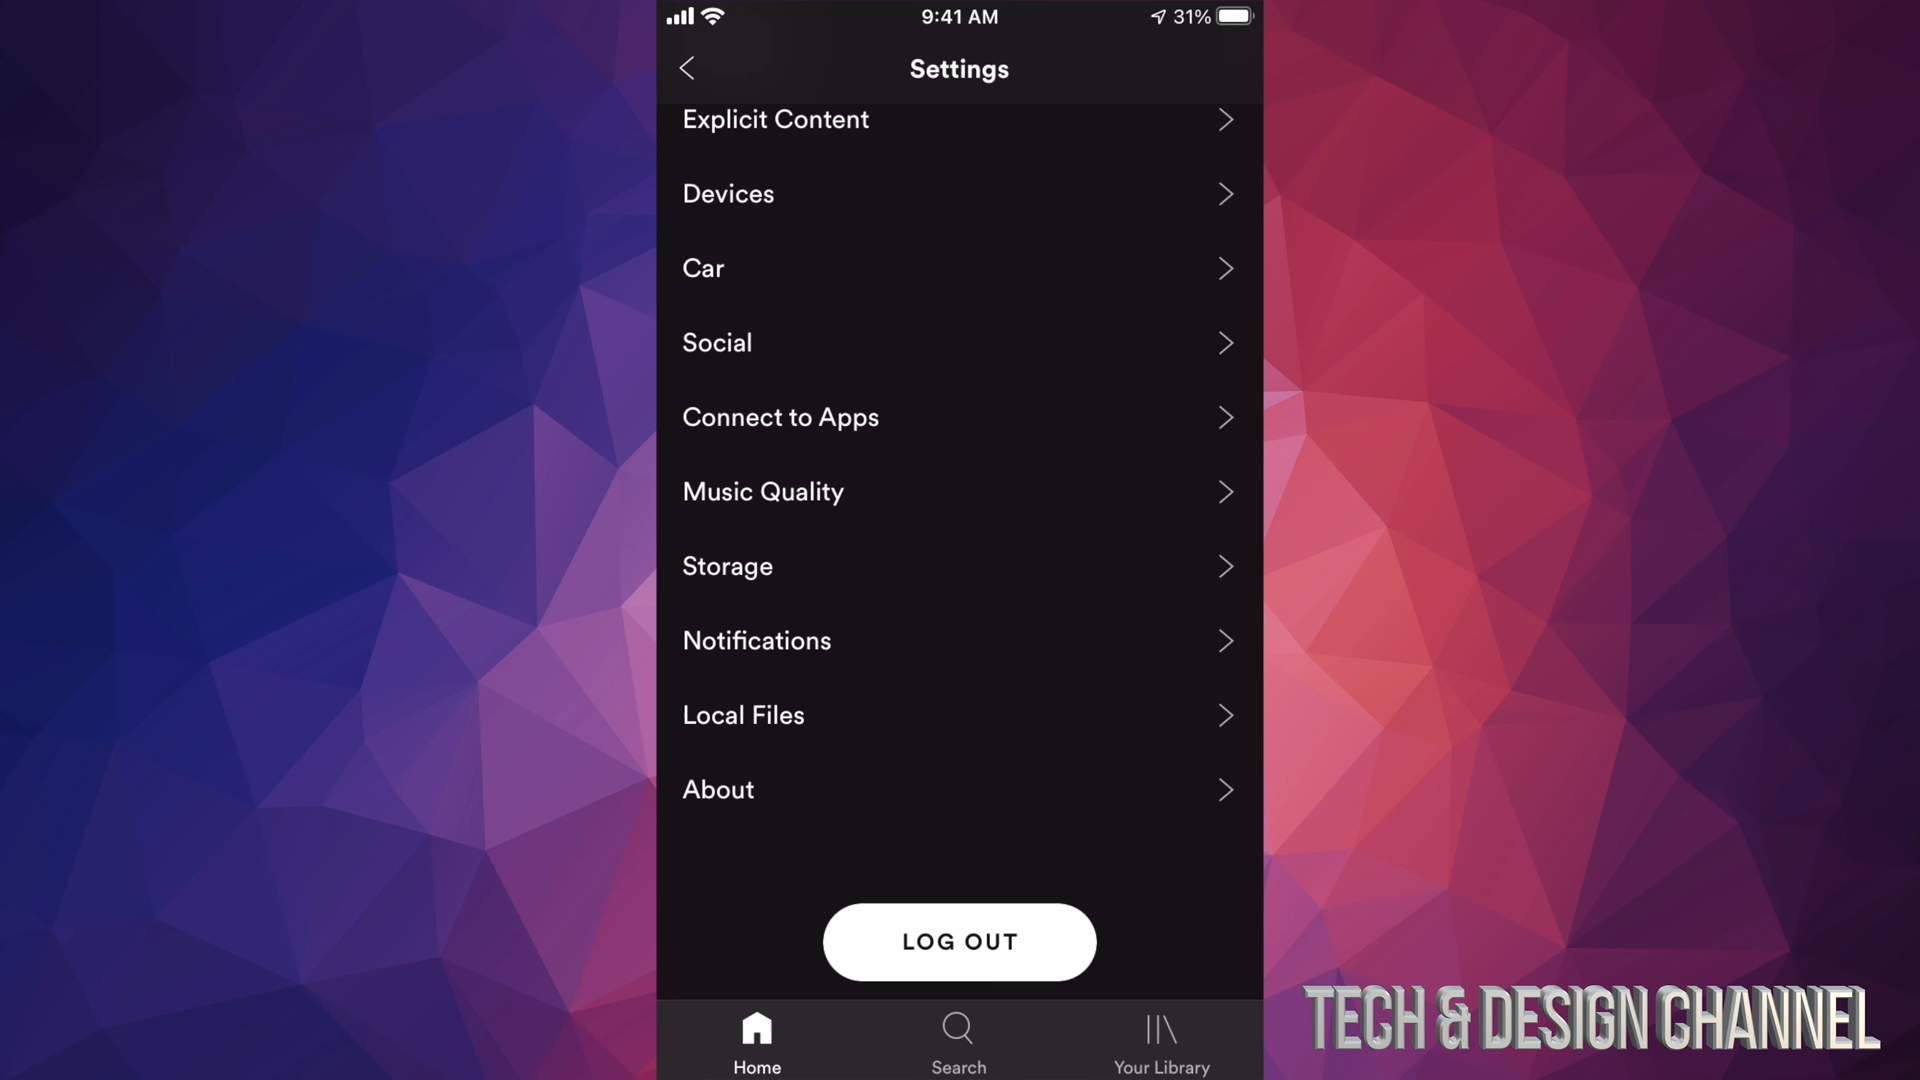 9:41 AM
31%
Settings
Explicit Content
Devices
Car
Social
Connect to Apps
Music Quality
Storage
Notifications
Local Files
About
LOG OUT
Home
Search
Your Library
TECH & DESIGN CHANNEL